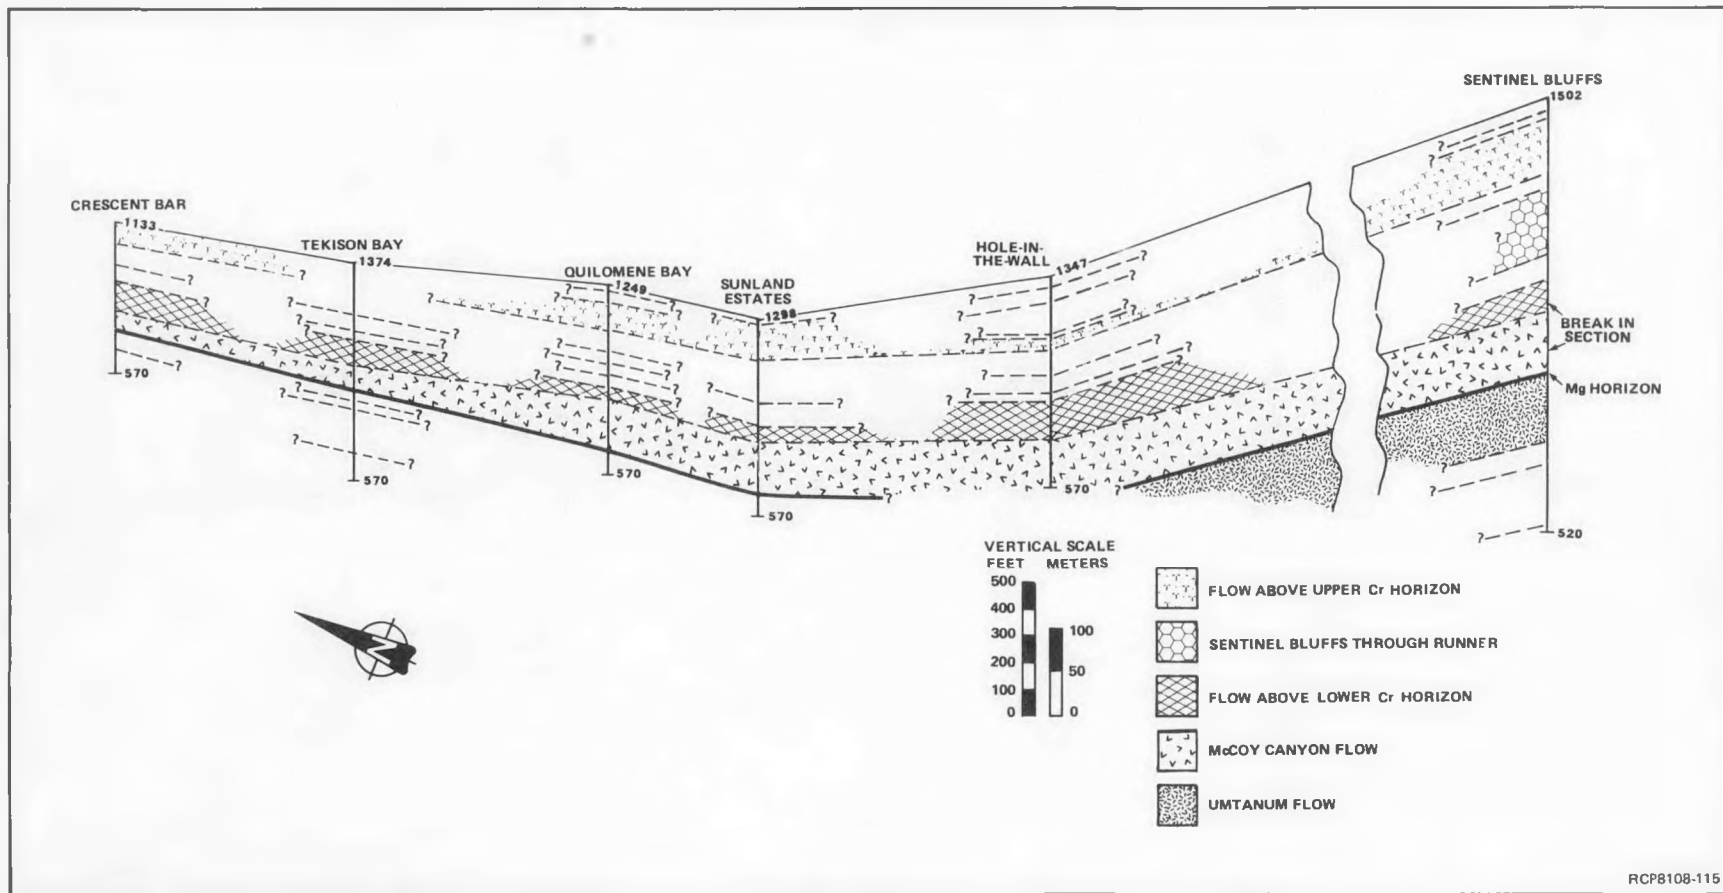 SENTINEL BLUFFS
1502
CRESCENT BAR
1133
TEKISON BAY
1374
QUILOMENE BAY
1249
SUNLAND
ESTATES
1298
HOLE-IN-
THE-WALL
1347
BREAK IN
SECTION
Mg HORIZON
570
570
570
570
570
520
VERTICAL SCALE
FEET METERS
500
400
300
200
100
0
100
50
0
N
FLOW ABOVE UPPER Cr HORIZON
SENTINEL BLUFFS THROUGH RUNNER
FLOW ABOVE LOWER Cr HORIZON
McCOY CANYON FLOW
UMTANUM FLOW
RCP8108-115